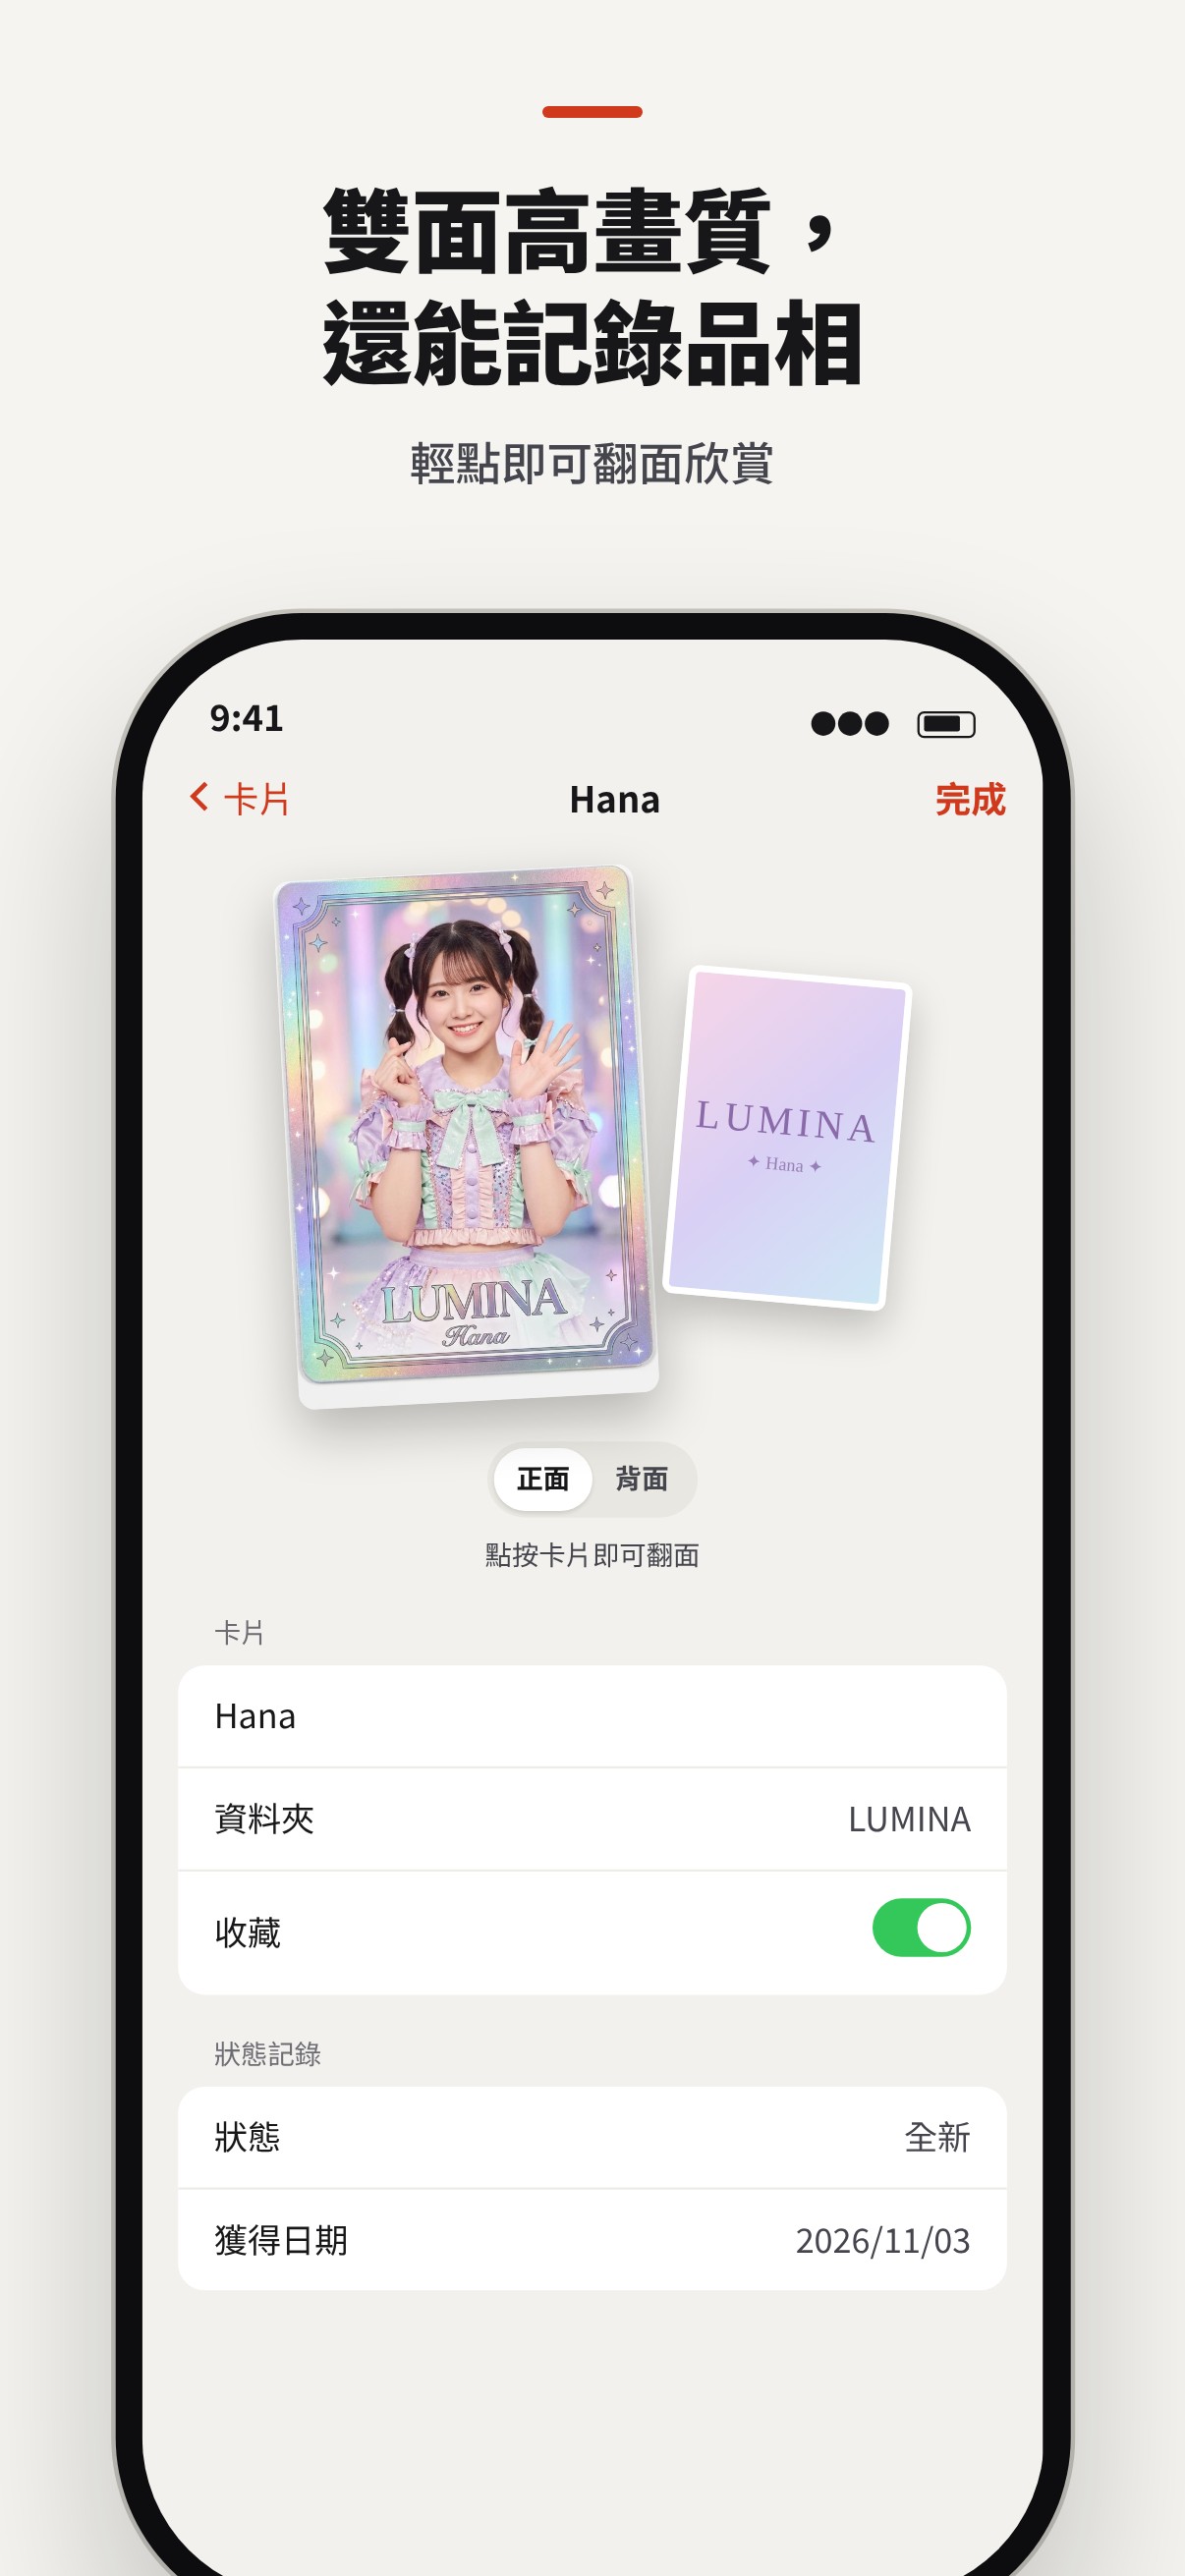 雙面高畫質，
還能記錄品相
輕點即可翻面欣賞
9:41
卡片
Hana
完成
LUMINA
Hana
LUMINA
✦ Hana ✦
正面
背面
點按卡片即可翻面
卡片
Hana
資料夾
LUMINA
收藏
狀態記錄
狀態
全新
獲得日期
2026/11/03